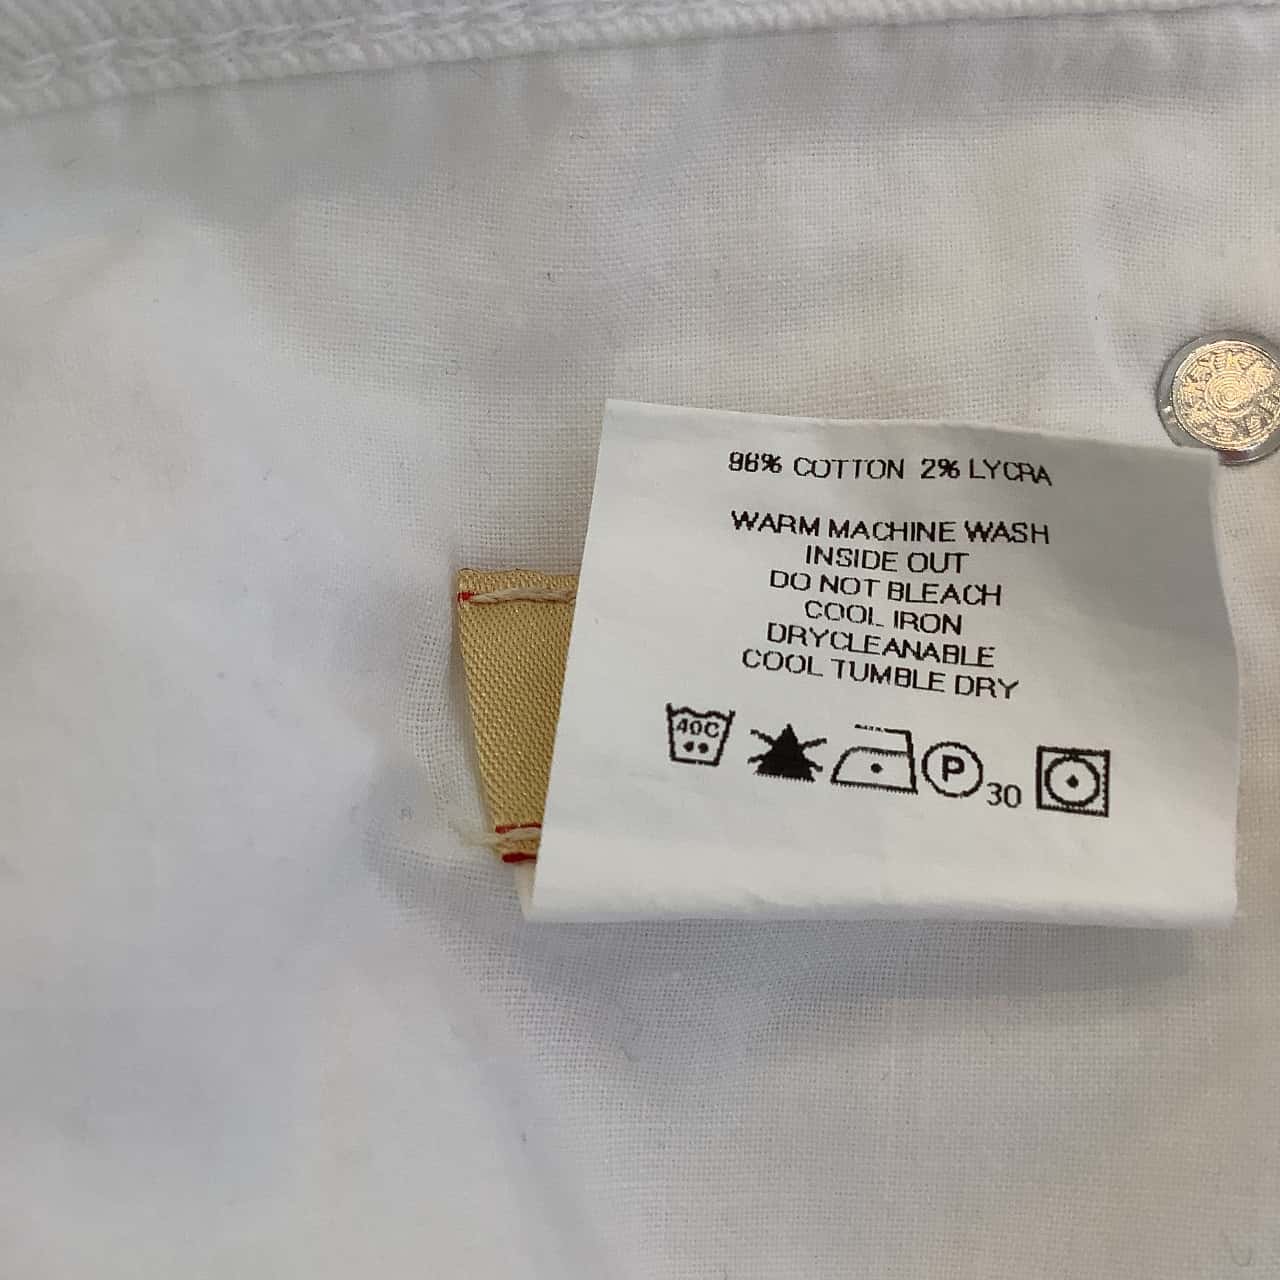 98% COTTON 2% LYCRA
WARM MACHINE WASH
INSIDE OUT
DO NOT BLEACH
COOL IRON
DRYCLEANABLE
COOL TUMBLE DRY
40C
P
30